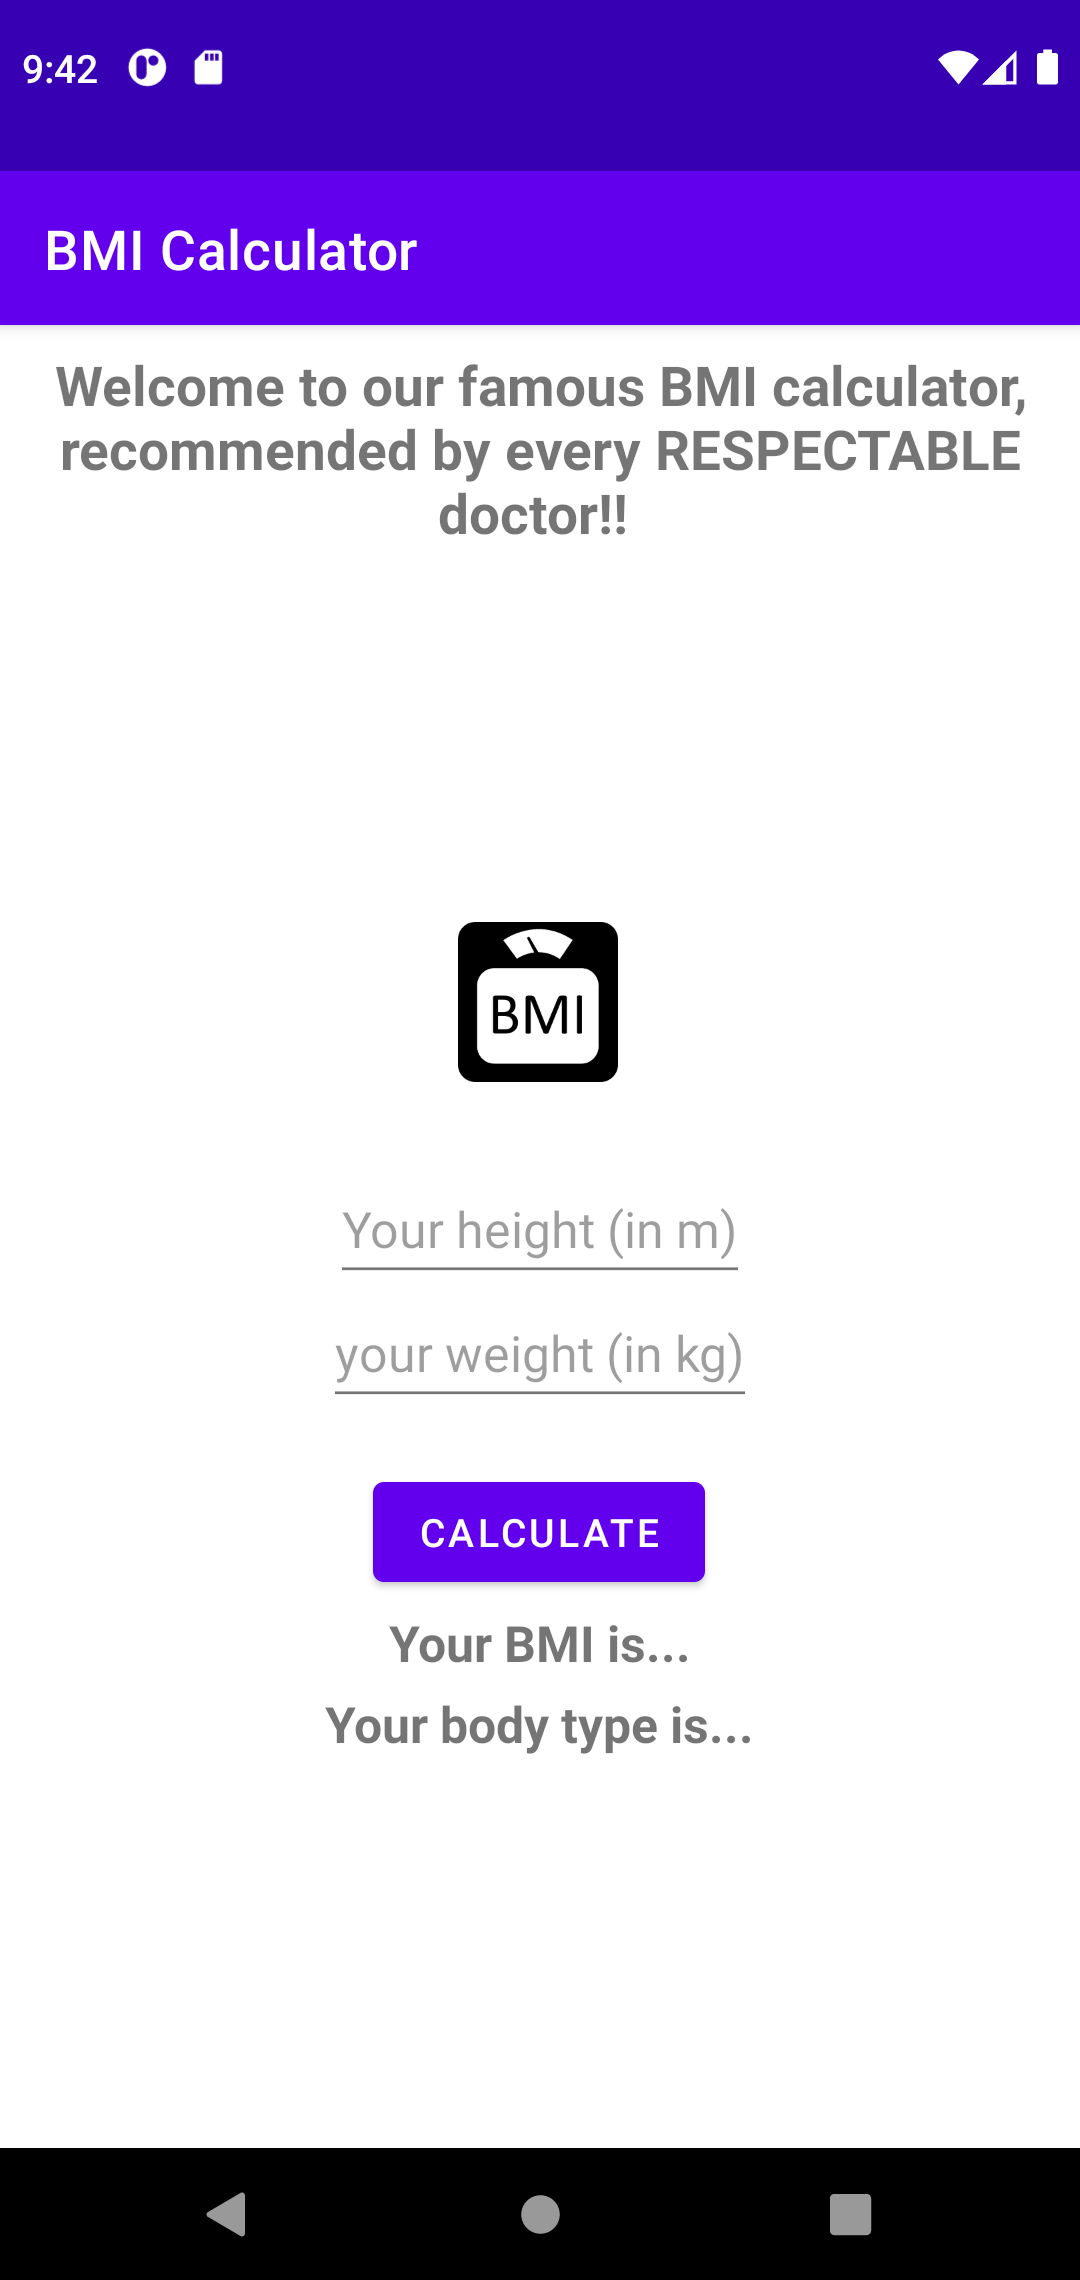 9:42
BMI Calculator
Welcome to our famous BMI calculator,
recommended by every RESPECTABLE
doctor!!
BMI
Your height (in m)
your weight (in kg)
CALCULATE
Your BMI is...
Your body type is...